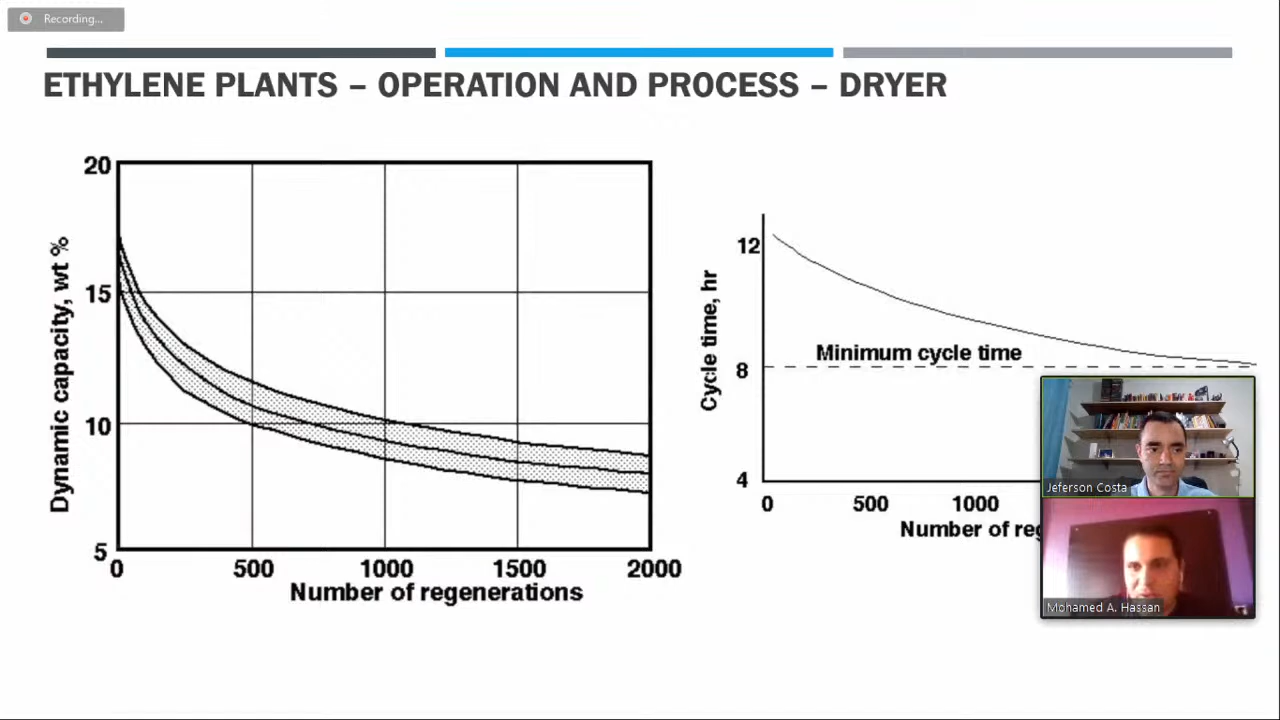 Recording...
ETHYLENE PLANTS – OPERATION AND PROCESS – DRYER
20
15
10
5
Dynamic capacity, wt %
0 500 1000 1500 2000
Number of regenerations
12
8
4
Cycle time, hr
Minimum cycle time
0 500 1000
Number of reg
Jeferson Costa
Mohamed A. Hassan